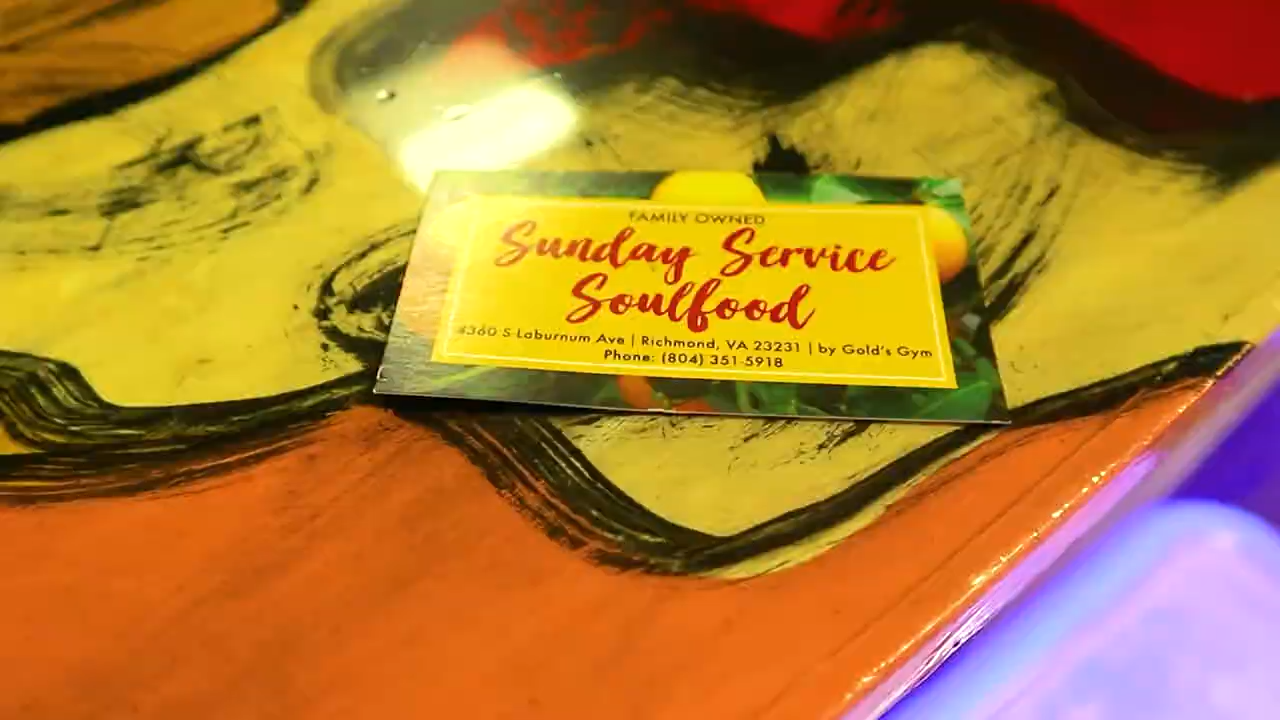 FAMILY OWNED
Sunday Service
Soulfood
4360 S Laburnum Ave | Richmond, VA 23231 | by Gold's Gym
Phone: (804) 351-5918